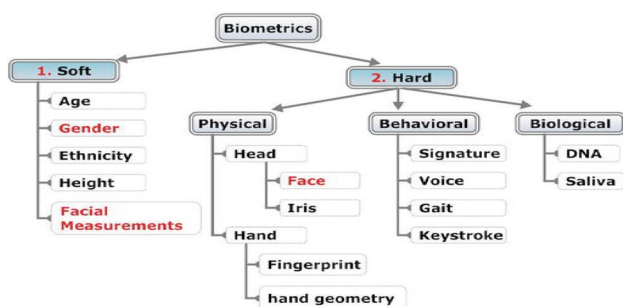 Biometrics
1. Soft
2. Hard
Age
Gender
Ethnicity
Height
Facial
Measurements
Physical
Behavioral
Biological
Head
Face
Iris
Hand
Fingerprint
hand geometry
Signature
Voice
Gait
Keystroke
DNA
Saliva